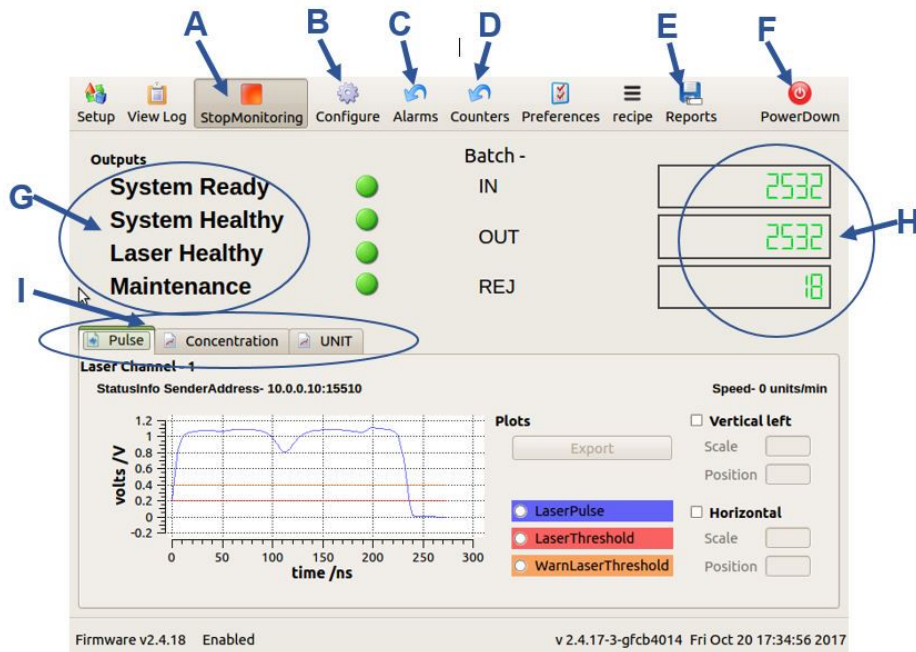 A B C D E F
Setup View Log StopMonitoring Configure Alarms Counters Preferences recipe Reports PowerDown
Outputs Batch -
System Ready IN 2532
G System Healthy
Laser Healthy OUT 2532 H
I Maintenance REJ 18
Pulse Concentration UNIT
Laser Channel - 1
StatusInfo SenderAddress- 10.0.0.10:15510 Speed- 0 units/min
Plots Vertical left
Export Scale
Position
LaserPulse Horizontal
LaserThreshold Scale
WarnLaserThreshold Position
volts /V
1.2
1
0.8
0.6
0.4
0.2
0
-0.2
0 50 100 150 200 250 300
time /ns
Firmware v2.4.18 Enabled v 2.4.17-3-gfcb4014 Fri Oct 20 17:34:56 2017